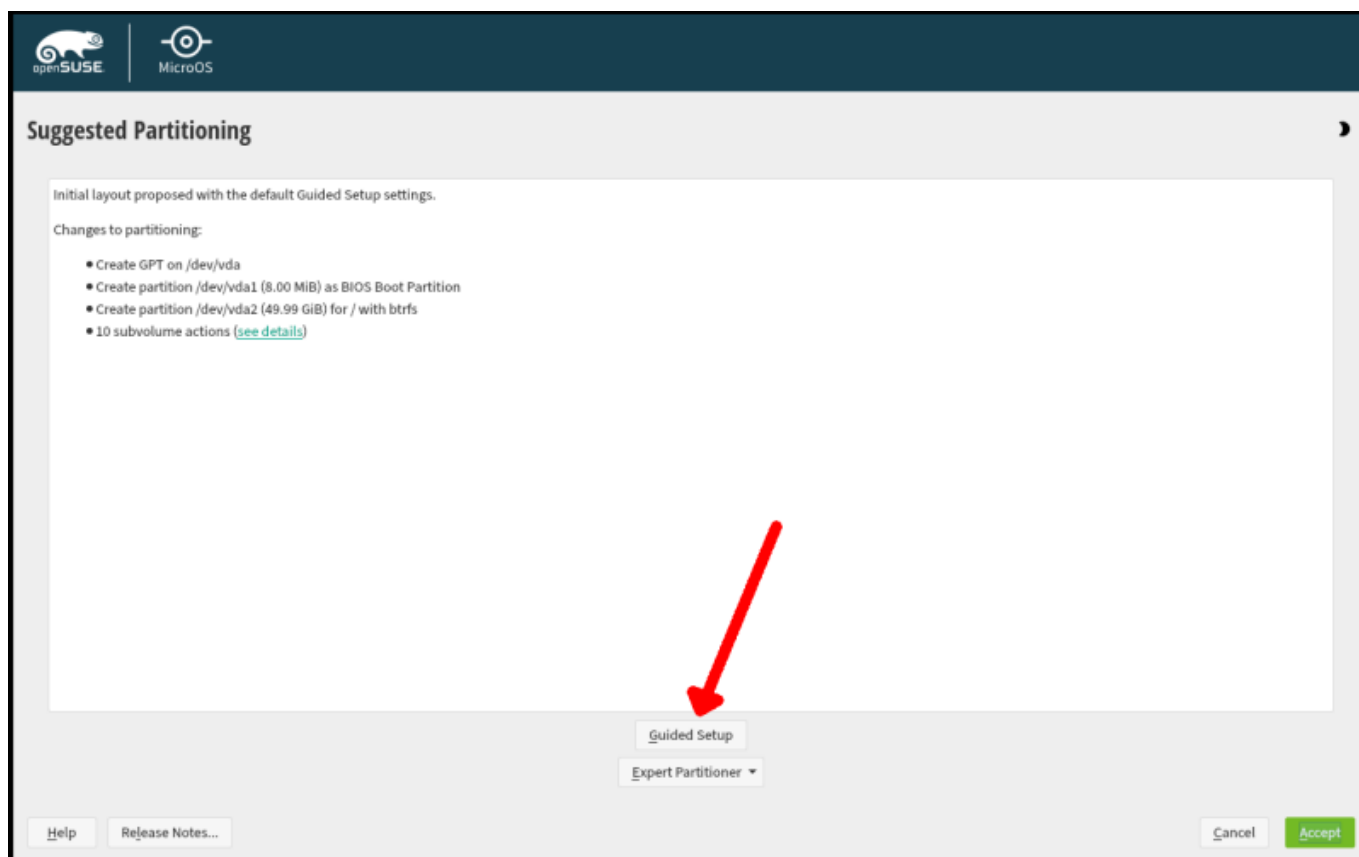 openSUSE
MicroOS
Suggested Partitioning
Initial layout proposed with the default Guided Setup settings.
Changes to partitioning:
Create GPT on /dev/vda
Create partition /dev/vda1 (8.00 MiB) as BIOS Boot Partition
Create partition /dev/vda2 (49.99 GiB) for / with btrfs
10 subvolume actions (see details)
Guided Setup
Expert Partitioner
Help Release Notes... Cancel Accept